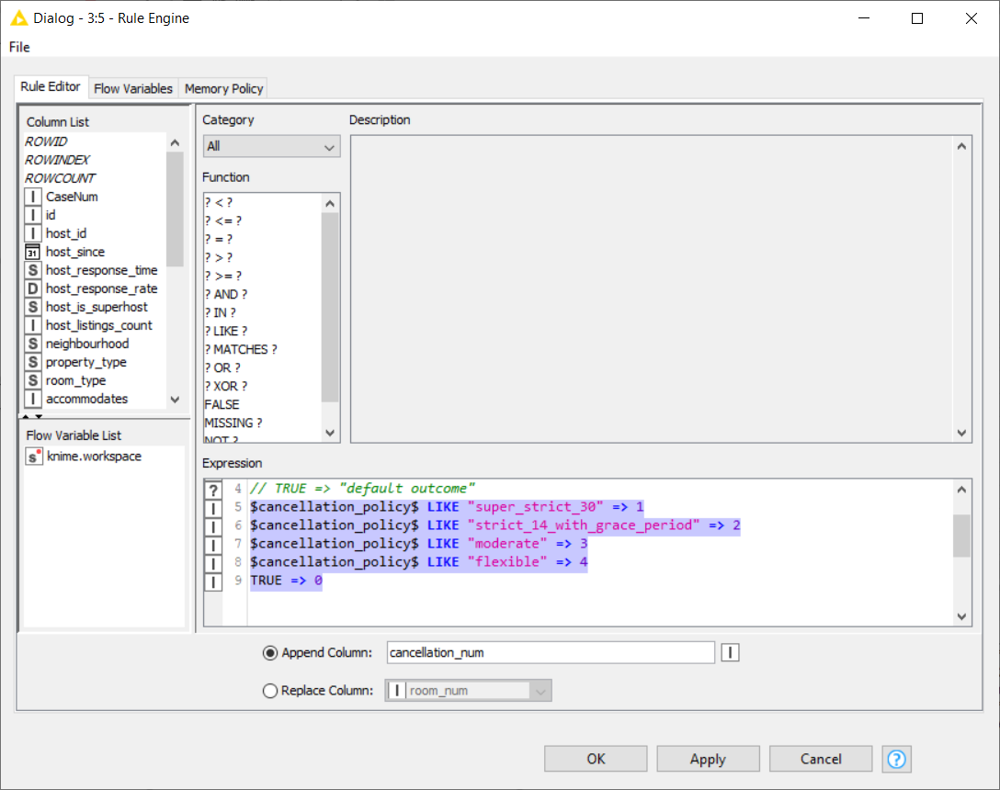 Dialog - 3:5 - Rule Engine
File
Rule Editor Flow Variables Memory Policy
Column List
ROWID
ROWINDEX
ROWCOUNT
I CaseNum
I id
I host_id
31 host_since
S host_response_time
D host_response_rate
S host_is_superhost
I host_listings_count
S neighbourhood
S property_type
S room_type
I accommodates
Flow Variable List
s knime.workspace
Category
All
Function
? < ?
? <= ?
? = ?
? > ?
? >= ?
? AND ?
? IN ?
? LIKE ?
? MATCHES ?
? OR ?
? XOR ?
FALSE
MISSING ?
NOT ?
Description
Expression
? 4 // TRUE => "default outcome"
I 5 $cancellation_policy$ LIKE "super_strict_30" => 1
I 6 $cancellation_policy$ LIKE "strict_14_with_grace_period" => 2
I 7 $cancellation_policy$ LIKE "moderate" => 3
I 8 $cancellation_policy$ LIKE "flexible" => 4
I 9 TRUE => 0
Append Column: cancellation_num I
Replace Column: I room_num
OK Apply Cancel ?